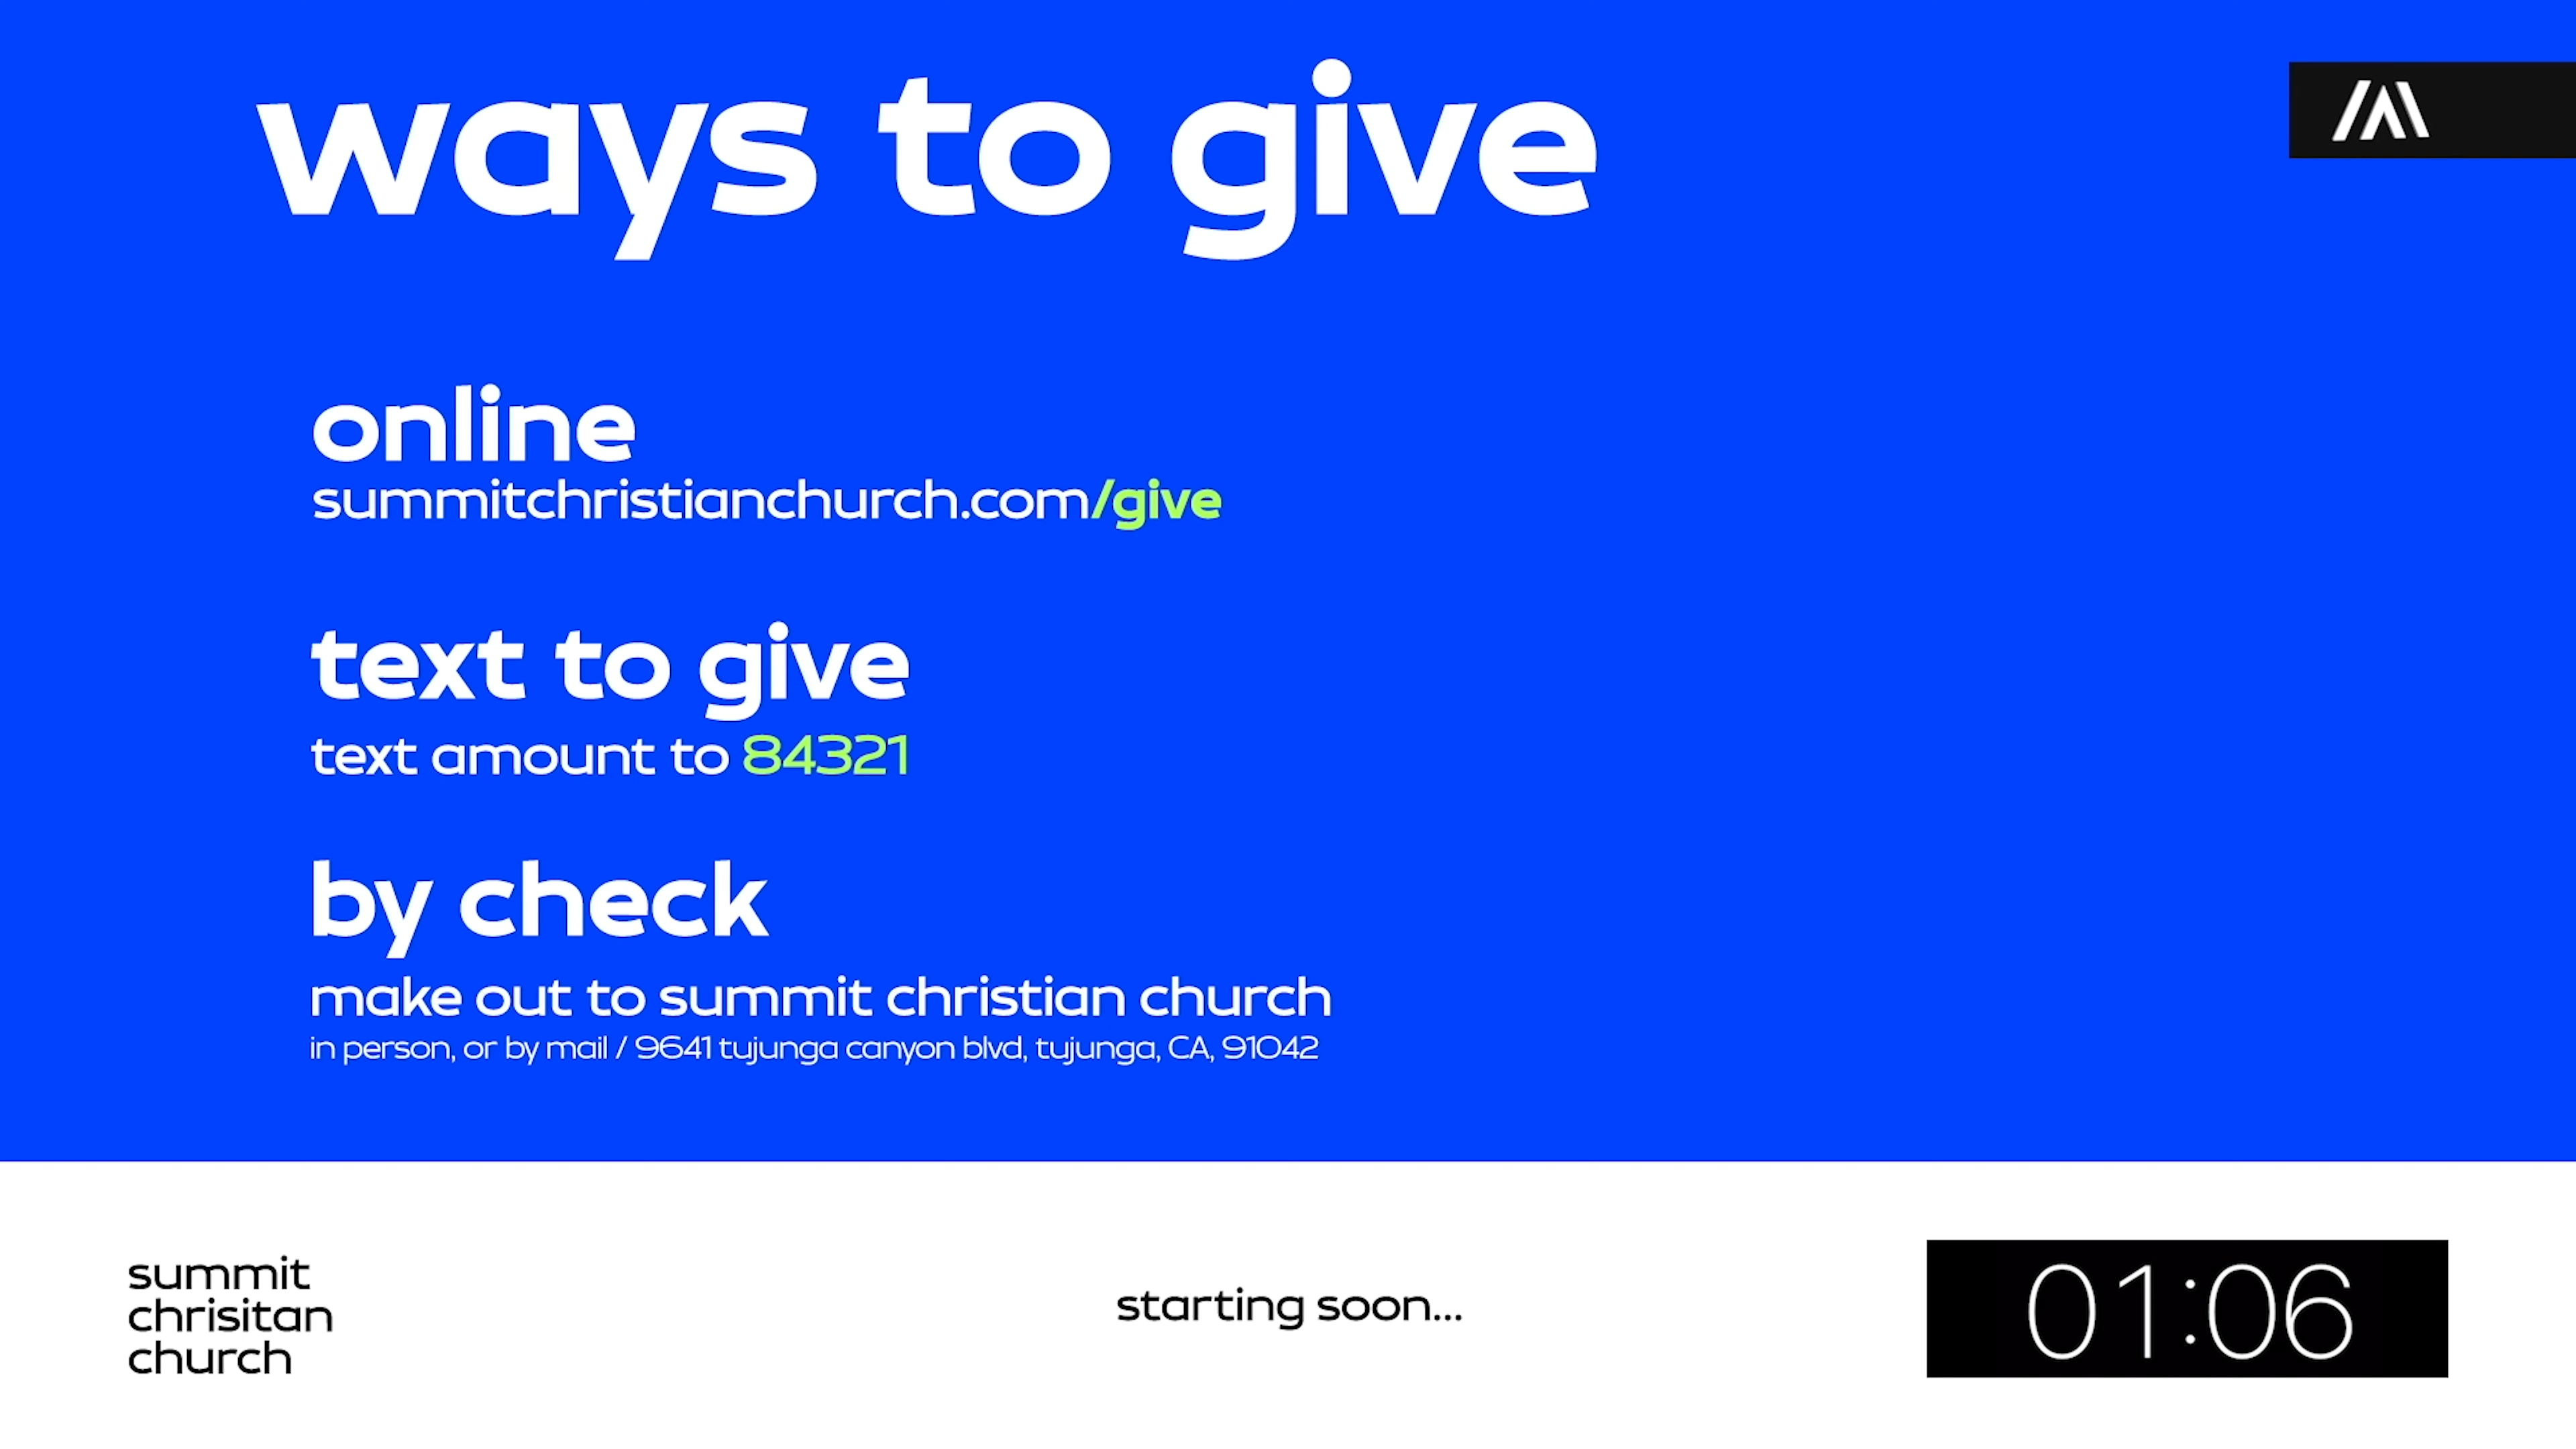 ways to give
online
summitchristianchurch.com/give
text to give
text amount to 84321
by check
make out to summit christian church
in person, or by mail / 9641 tujunga canyon blvd, tujunga, CA, 91042
summit
chrisitan
church
starting soon...
01:06